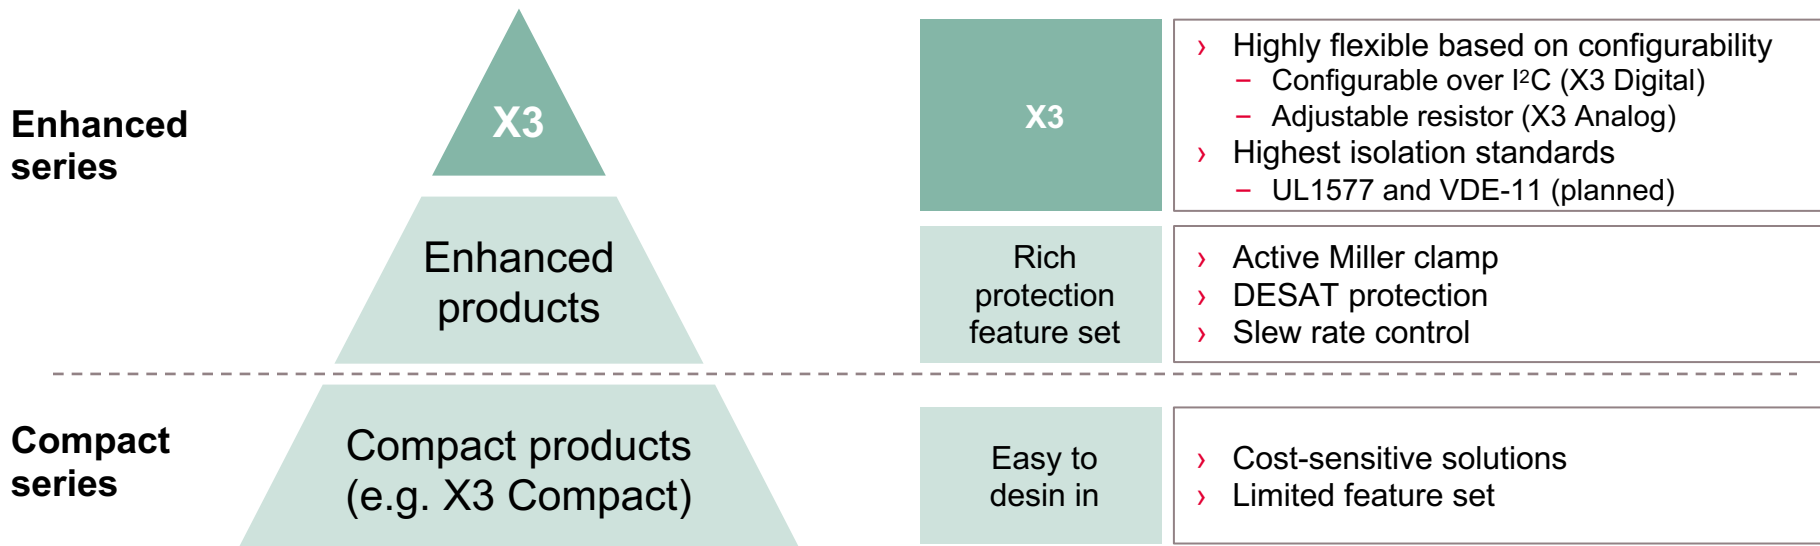 Enhanced
series
X3
X3
› Highly flexible based on configurability
– Configurable over I²C (X3 Digital)
– Adjustable resistor (X3 Analog)
› Highest isolation standards
– UL1577 and VDE-11 (planned)
Enhanced
products
Rich
protection
feature set
› Active Miller clamp
› DESAT protection
› Slew rate control
Compact
series
Compact products
(e.g. X3 Compact)
Easy to
desin in
› Cost-sensitive solutions
› Limited feature set